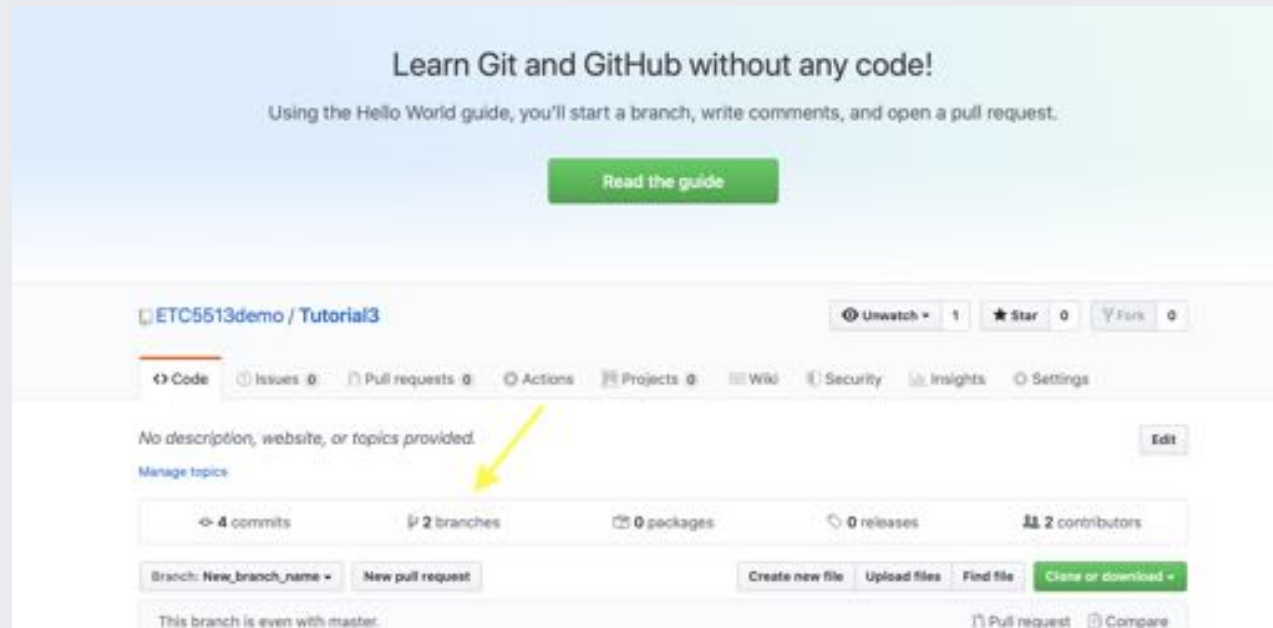 Learn Git and GitHub without any code!
Using the Hello World guide, you'll start a branch, write comments, and open a pull request.
Read the guide
ETC5513demo / Tutorial3
Unwatch 1 Star 0 Fork 0
Code Issues 0 Pull requests 0 Actions Projects 0 Wiki Security Insights Settings
No description, website, or topics provided.
Edit
Manage topics
4 commits 2 branches 0 packages 0 releases 2 contributors
Branch: New_branch_name New pull request Create new file Upload files Find file Clone or download
This branch is even with master. Pull request Compare